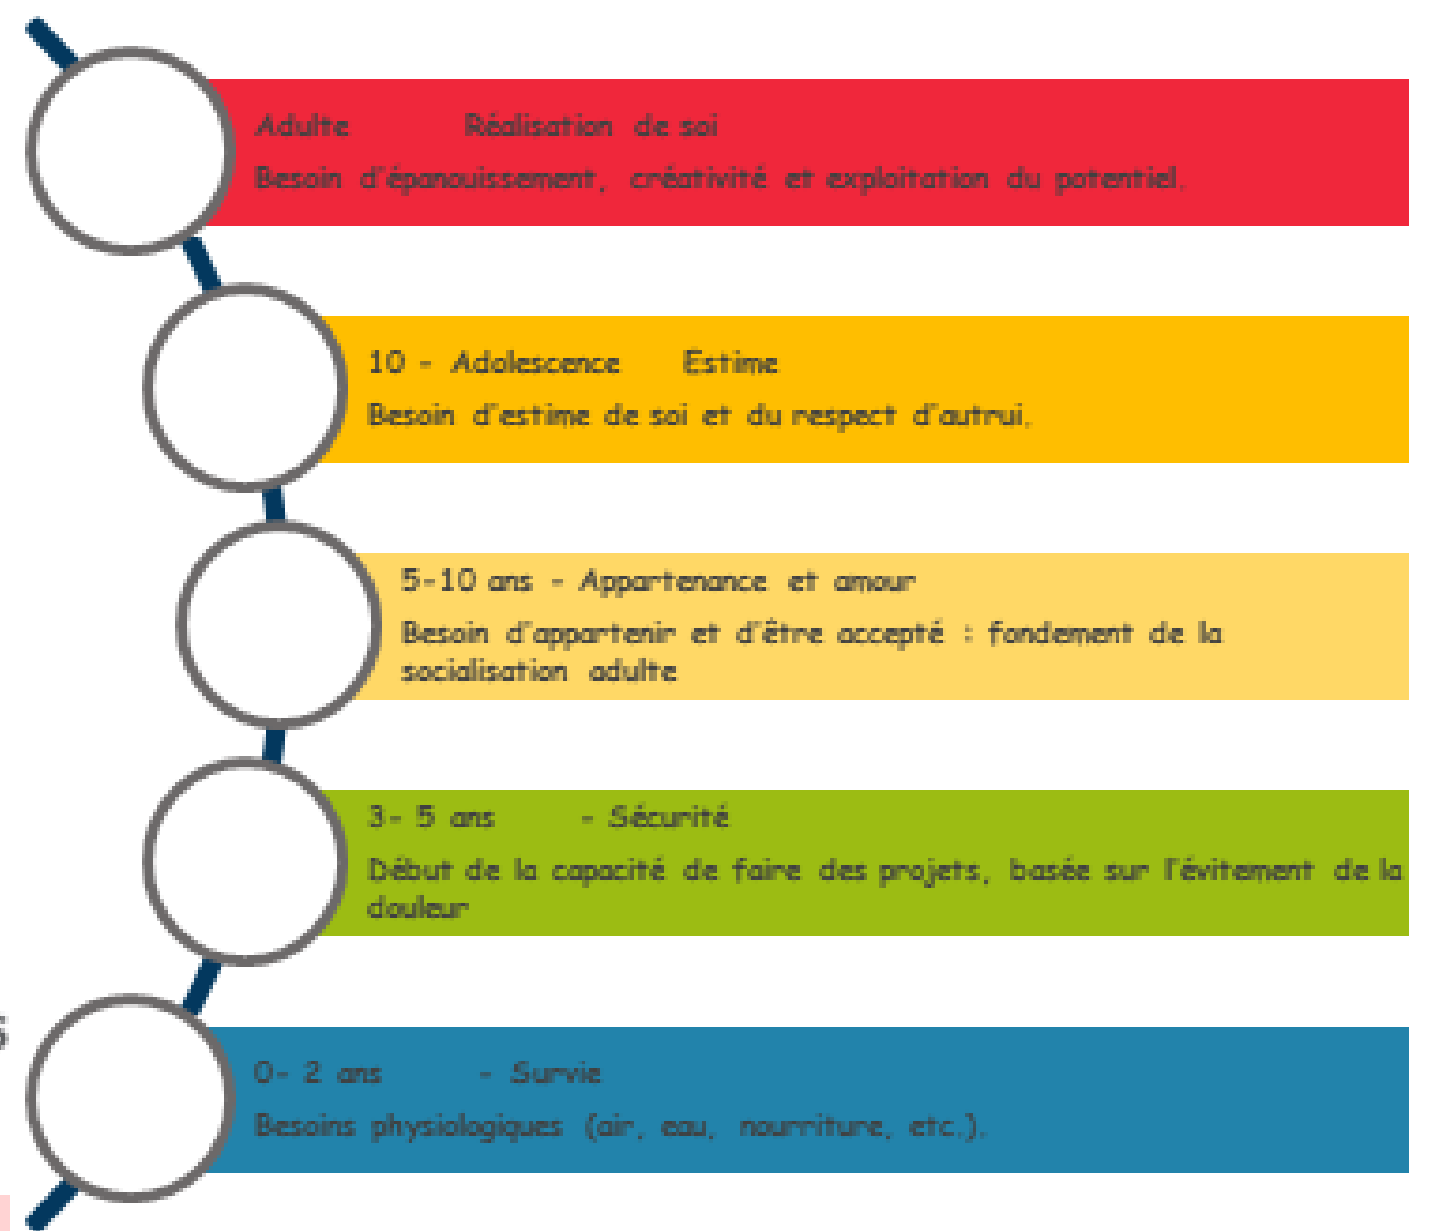 Adulte Réalisation de soi
Besoin d'épanouissement, créativité et exploitation du potentiel.
10 - Adolescence Estime
Besoin d'estime de soi et du respect d'autrui.
5-10 ans - Appartenance et amour
Besoin d'appartenir et d'être accepté : fondement de la
socialisation adulte
3- 5 ans - Sécurité
Début de la capacité de faire des projets, basée sur l'évitement de la
douleur
0- 2 ans - Survie
Besoins physiologiques (air, eau, nourriture, etc.).